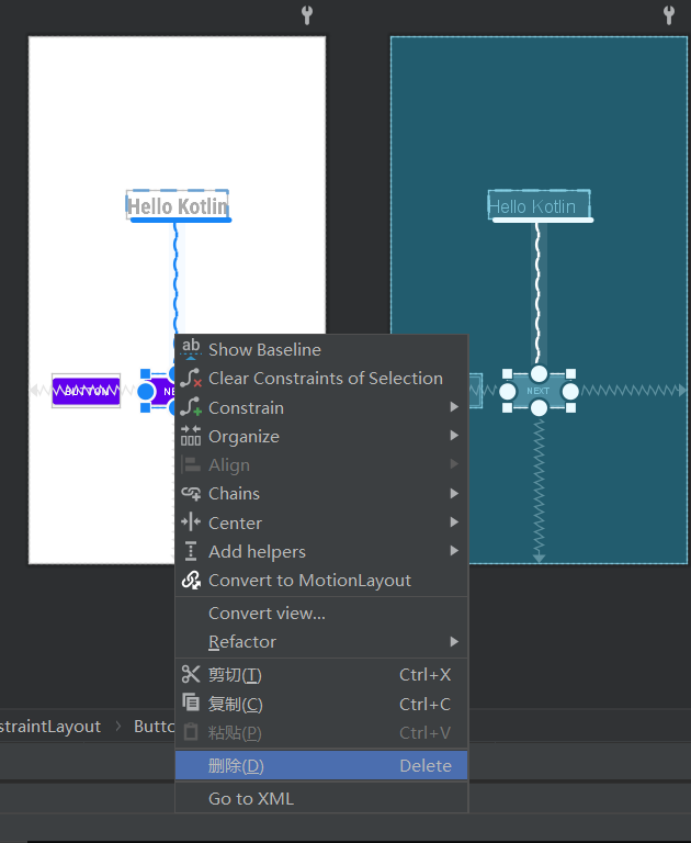 Hello Kotlin
Hello Kotlin
Show Baseline
Clear Constraints of Selection
BUTTON
NEXT
Constrain
Organize
Align
Chains
Center
Add helpers
Convert to MotionLayout
Convert view...
Refactor
剪切(T) Ctrl+X
复制(C) Ctrl+C
straintLayout › Butto
粘贴(P) Ctrl+V
删除(D) Delete
Go to XML